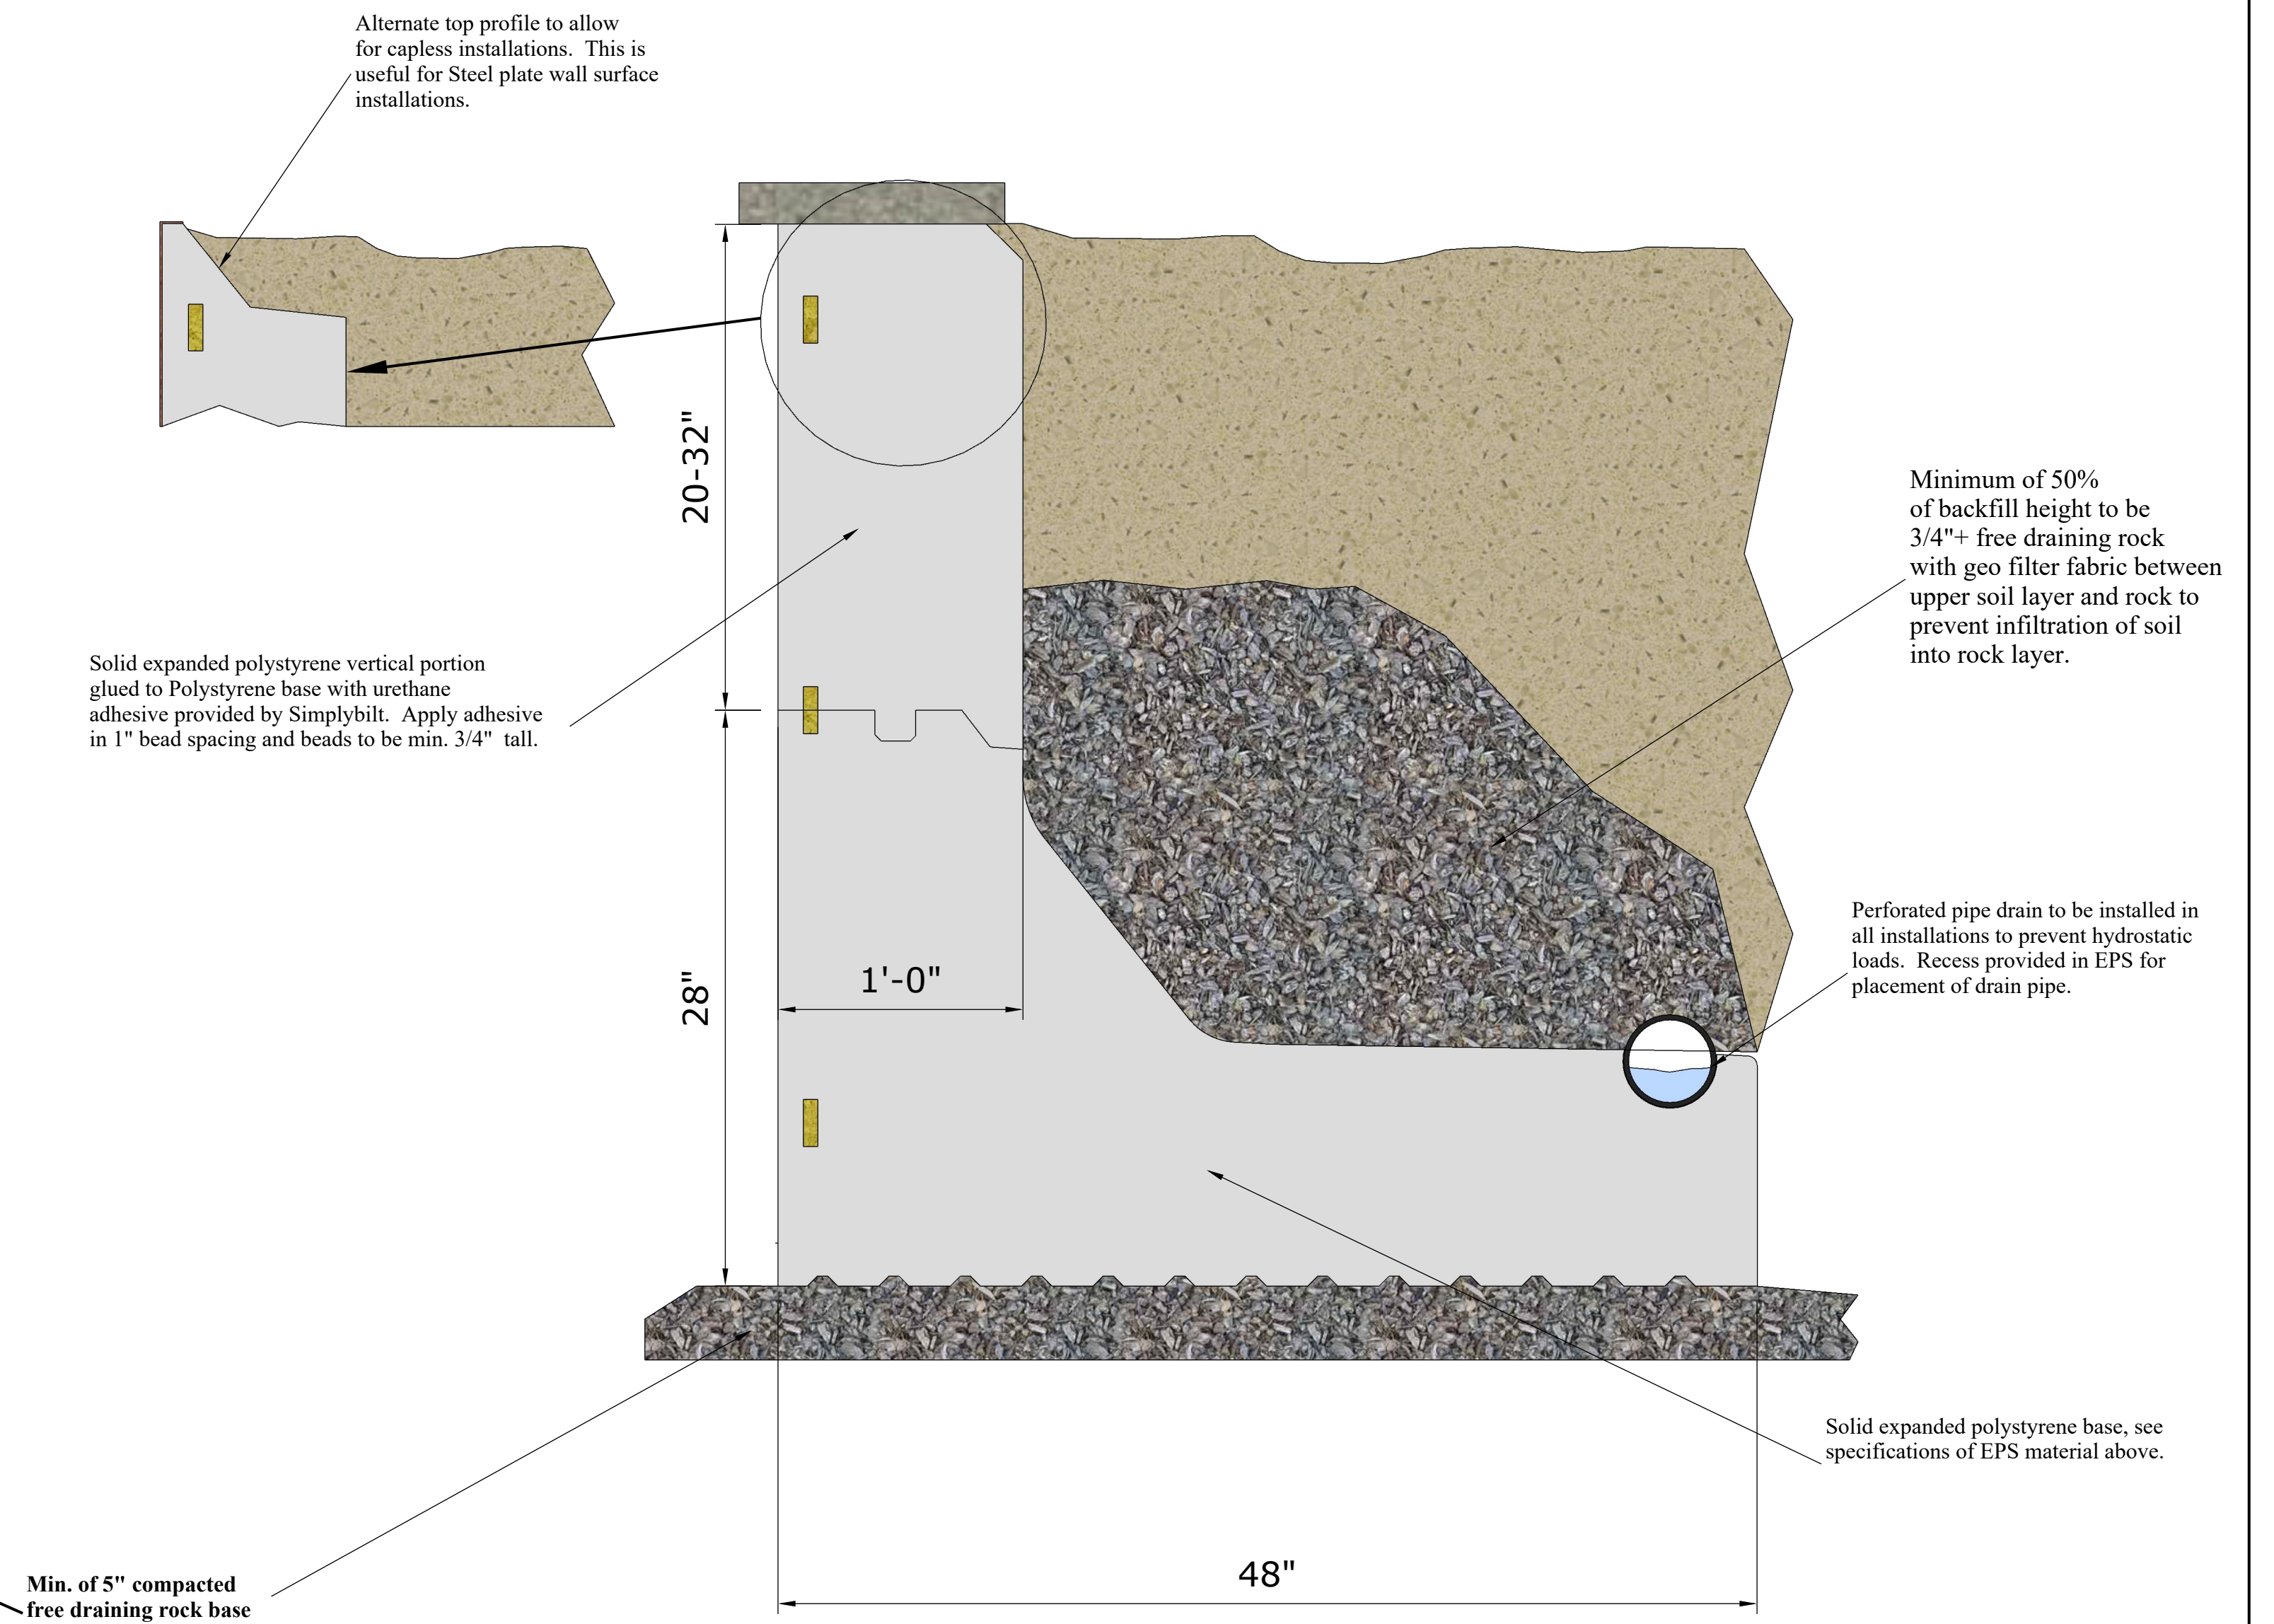 Alternate top profile to allow
for capless installations.  This is
useful for Steel plate wall surface
installations.
20-32"
Minimum of 50%
of backfill height to be
3/4"+ free draining rock
with geo filter fabric between
upper soil layer and rock to
prevent infiltration of soil
into rock layer.
Solid expanded polystyrene vertical portion
glued to Polystyrene base with urethane
adhesive provided by Simplybilt.  Apply adhesive
in 1" bead spacing and beads to be min. 3/4"  tall.
28"
1'-0"
Perforated pipe drain to be installed in
all installations to prevent hydrostatic
loads.  Recess provided in EPS for
placement of drain pipe.
Solid expanded polystyrene base, see
specifications of EPS material above.
48"
Min. of 5" compacted
free draining rock base